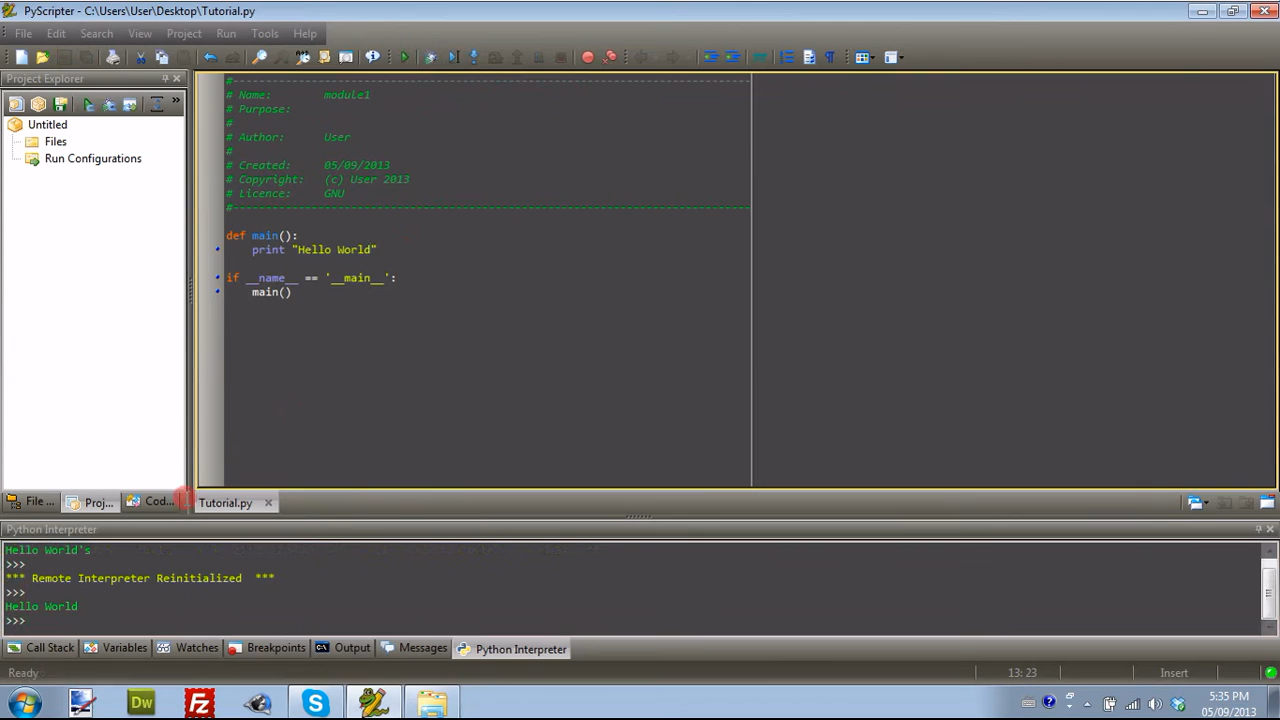 PyScripter - C:\Users\User\Desktop\Tutorial.py
File Edit Search View Project Run Tools Help
Project Explorer
Untitled
Files
Run Configurations
#--------------------------------------------------------------------------------
# Name: module1
# Purpose:
#
# Author: User
#
# Created: 05/09/2013
# Copyright: (c) User 2013
# Licence: GNU
#--------------------------------------------------------------------------------
def main():
print "Hello World"
if __name__ == '__main__':
main()
File ... Proj... Cod... Tutorial.py
Python Interpreter
Hello World's
>>>
*** Remote Interpreter Reinitialized ***
>>>
Hello World
>>>
Call Stack Variables Watches Breakpoints Output Messages Python Interpreter
Ready 13: 23 Insert
Dw Fz
5:35 PM
05/09/2013